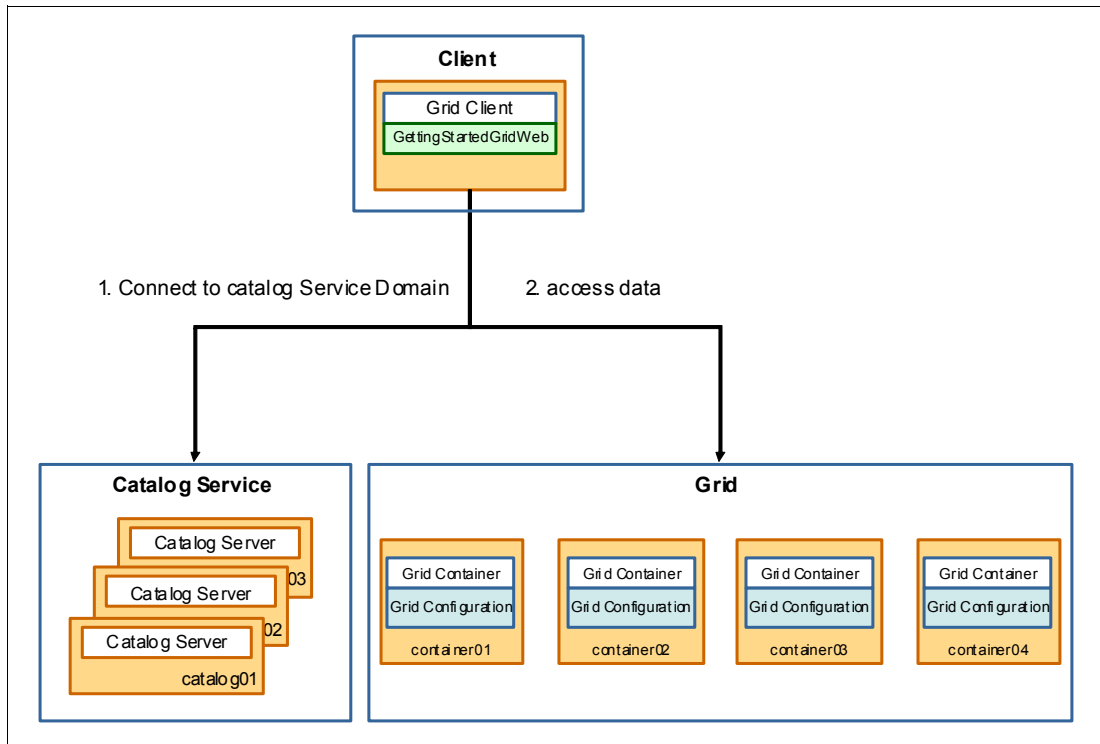 Client
Grid Client
GettingStartedGridWeb
1. Connect to catalog Service Domain
2. access data
Catalog Service
Catalog Server
03
Catalog Server
02
Catalog Server
catalog01
Grid
Grid Container
Grid Configuration
container01
Grid Container
Grid Configuration
container02
Grid Container
Grid Configuration
container03
Grid Container
Grid Configuration
container04